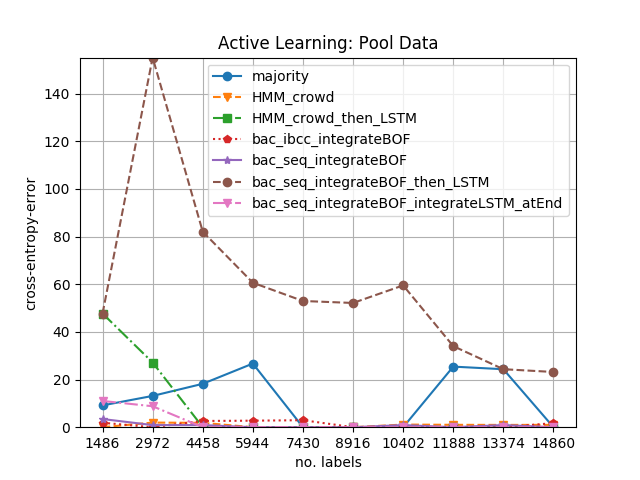 Active Learning: Pool Data
majority
HMM_crowd
HMM_crowd_then_LSTM
bac_ibcc_integrateBOF
bac_seq_integrateBOF
bac_seq_integrateBOF_then_LSTM
bac_seq_integrateBOF_integrateLSTM_atEnd
cross-entropy-error
140
120
100
80
60
40
20
0
1486 2972 4458 5944 7430 8916 10402 11888 13374 14860
no. labels